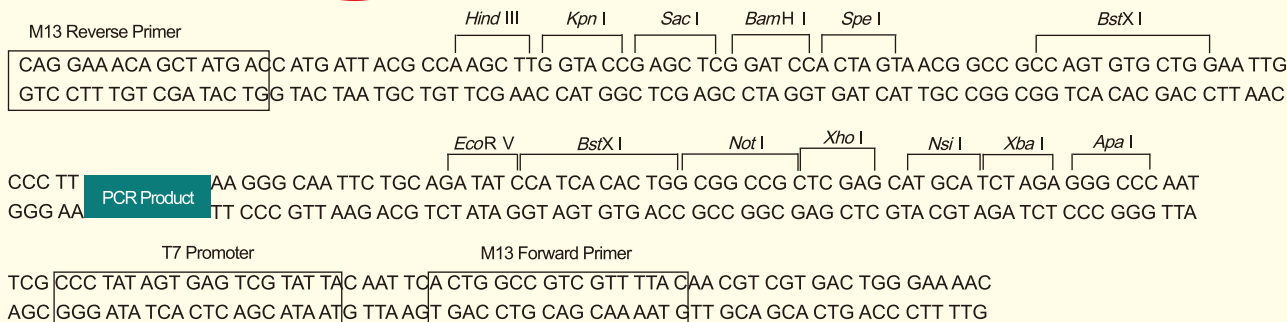 Hind III Kpn I Sac I BamH I Spe I BstX I
M13 Reverse Primer
CAG GAA ACA GCT ATG ACC ATG ATT ACG CCA AGC TTG GTA CCG AGC TCG GAT CCA CTA GTA ACG GCC GCC AGT GTG CTG GAA TTG
GTC CTT TGT CGA TAC TGG TAC TAA TGC TGT TCG AAC CAT GGC TCG AGC CTA GGT GAT CAT TGC CGG CGG TCA CAC GAC CTT AAC
EcoR V BstX I Not I Xho I Nsi I Xba I Apa I
CCC TT PCR Product AA GGG CAA TTC TGC AGA TAT CCA TCA CAC TGG CGG CCG CTC GAG CAT GCA TCT AGA GGG CCC AAT
GGG AA TT CCC GTT AAG ACG TCT ATA GGT AGT GTG ACC GCC GGC GAG CTC GTA CGT AGA TCT CCC GGG TTA
T7 Promoter M13 Forward Primer
TCG CCC TAT AGT GAG TCG TAT TAC AAT TCA CTG GCC GTC GTT TTA CAA CGT CGT GAC TGG GAA AAC
AGC GGG ATA TCA CTC AGC ATA ATG TTA AGT GAC CTG CAG CAA AAT GTT GCA GCA CTG ACC CTT TTG